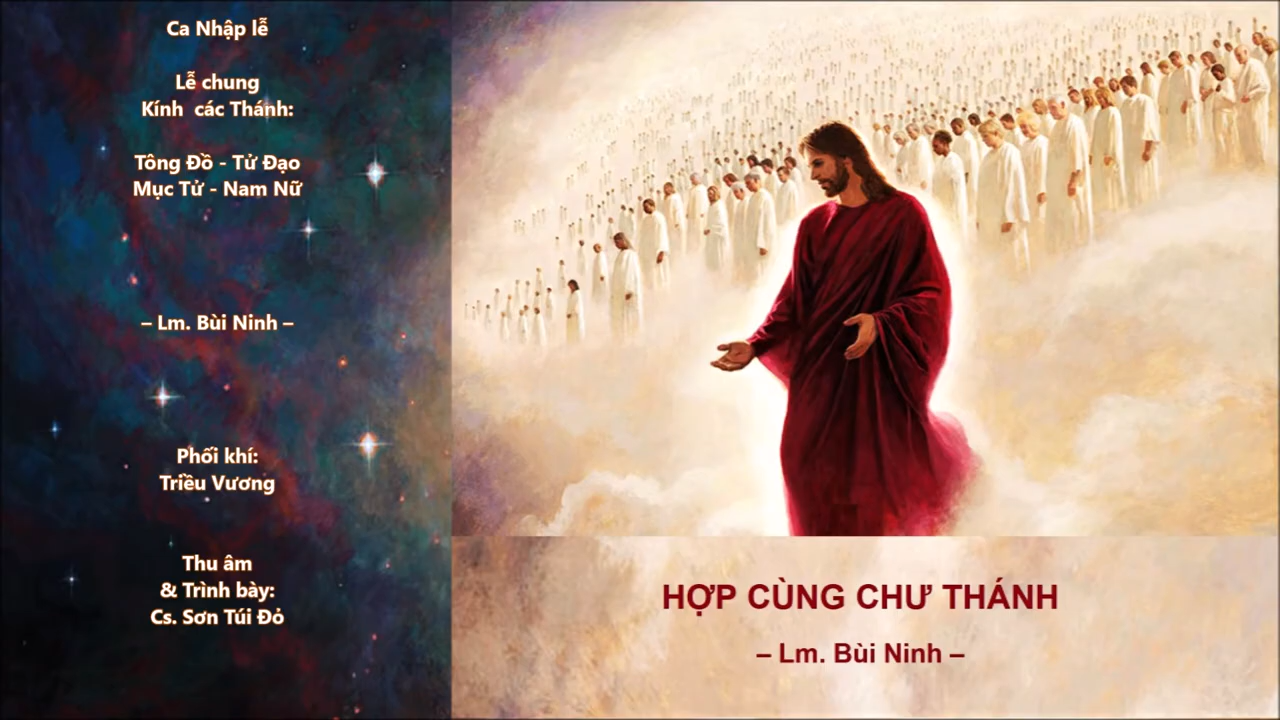 Ca Nhập lễ
Lễ chung
Kính các Thánh:
Tông Đồ - Tử Đạo
Mục Tử - Nam Nữ
– Lm. Bùi Ninh –
Phối khí:
Triều Vương
Thu âm
& Trình bày:
Cs. Sơn Túi Đỏ
HỢP CÙNG CHƯ THÁNH
– Lm. Bùi Ninh –